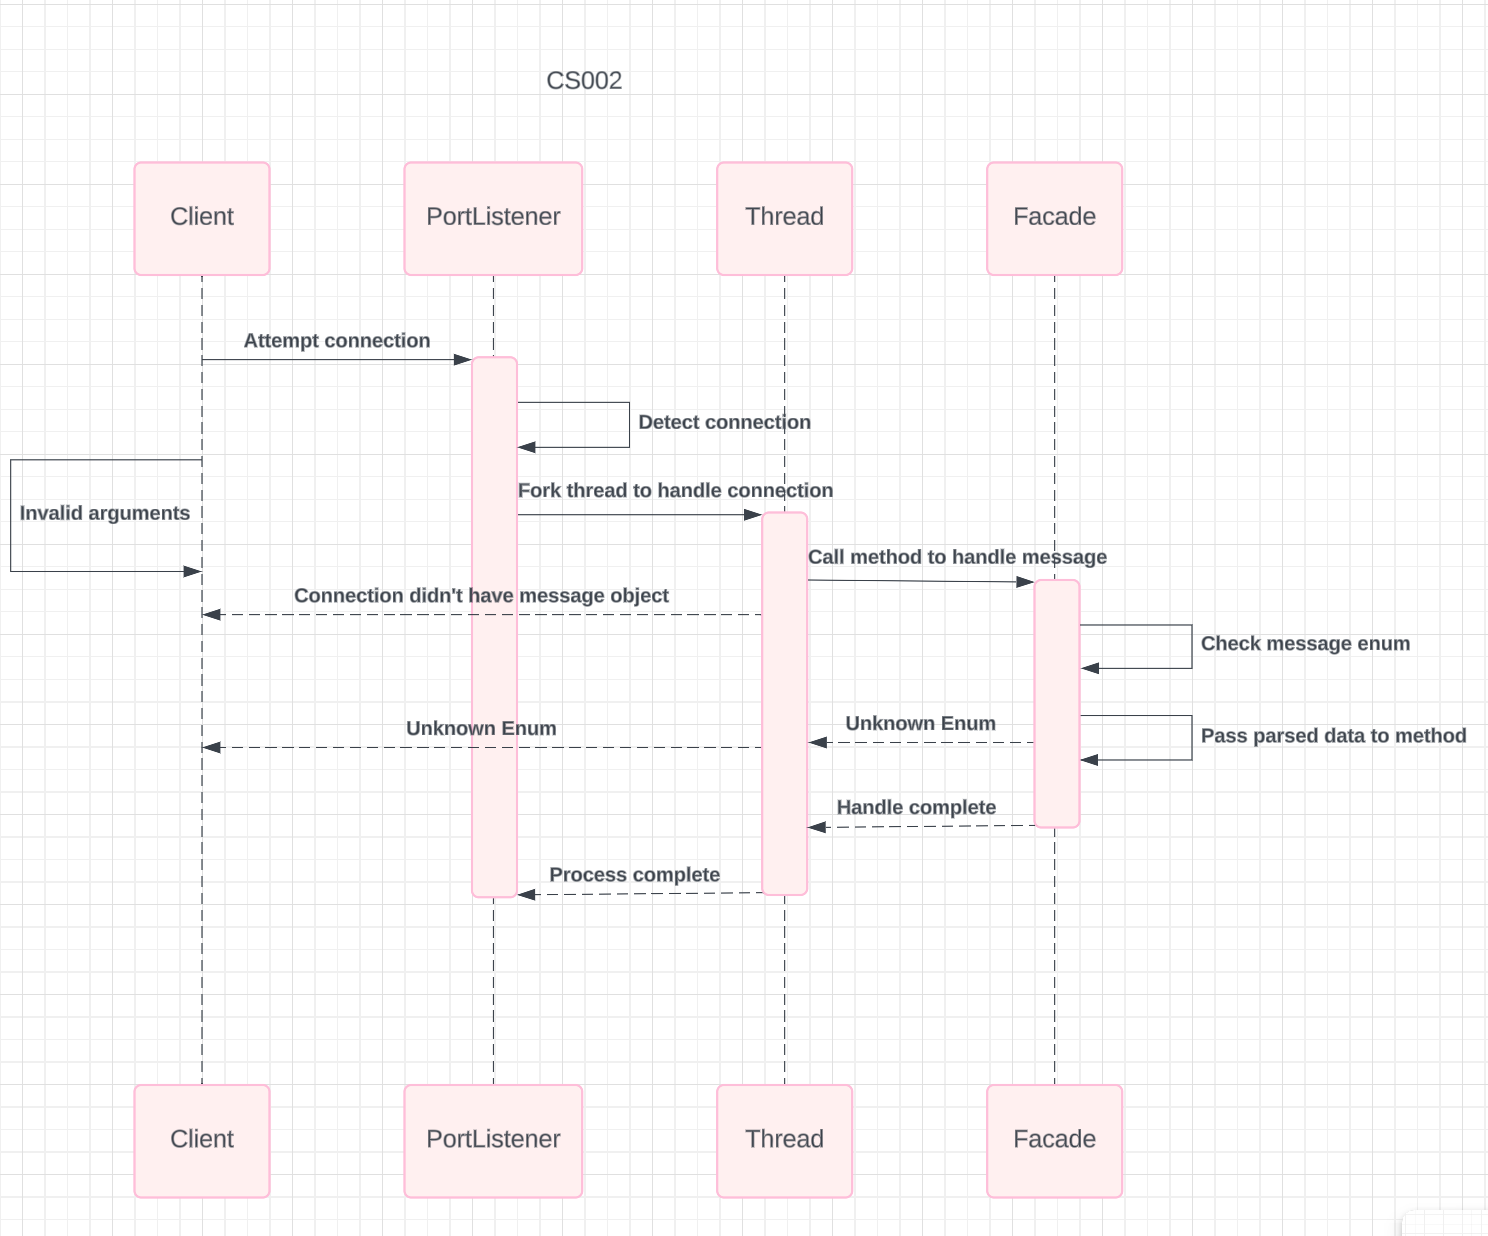 CS002
Client
PortListener
Thread
Facade
Attempt connection
Detect connection
Fork thread to handle connection
Invalid arguments
Call method to handle message
Connection didn't have message object
Check message enum
Unknown Enum
Unknown Enum
Pass parsed data to method
Handle complete
Process complete
Client
PortListener
Thread
Facade